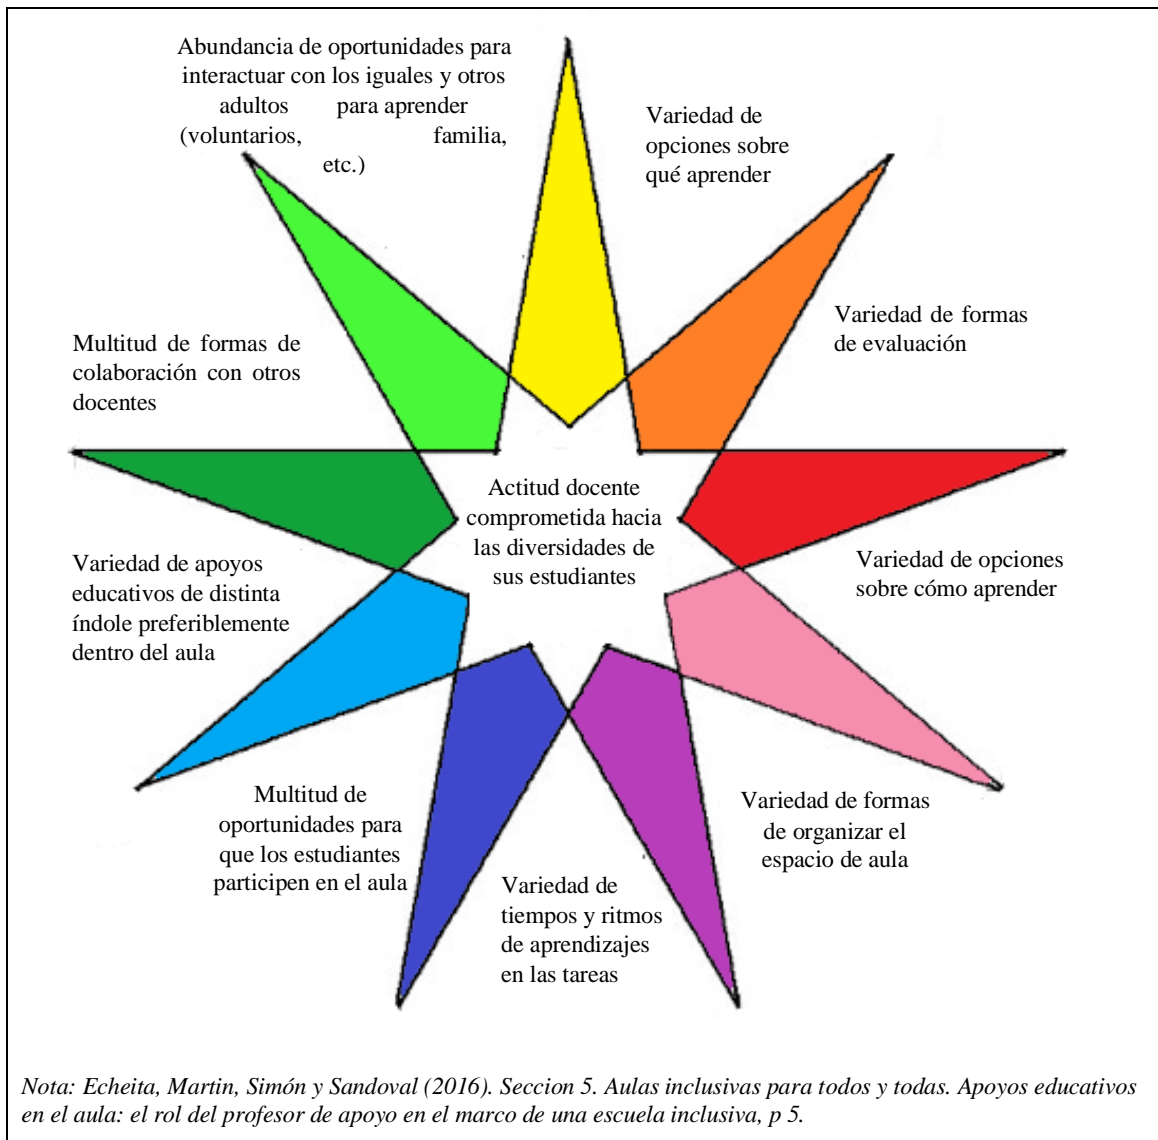 Abundancia de oportunidades para
interactuar con los iguales y otros
adultos para aprender
(voluntarios, familia,
etc.)
Variedad de
opciones sobre
qué aprender
Variedad de formas
de evaluación
Multitud de formas de
colaboración con otros
docentes
Actitud docente
comprometida hacia
las diversidades de
sus estudiantes
Variedad de opciones
sobre cómo aprender
Variedad de apoyos
educativos de distinta
índole preferiblemente
dentro del aula
Variedad de formas
de organizar el
espacio de aula
Multitud de
oportunidades para
que los estudiantes
participen en el aula
Variedad de
tiempos y ritmos
de aprendizajes
en las tareas
Nota: Echeita, Martin, Simón y Sandoval (2016). Seccion 5. Aulas inclusivas para todos y todas. Apoyos educativos
en el aula: el rol del profesor de apoyo en el marco de una escuela inclusiva, p 5.